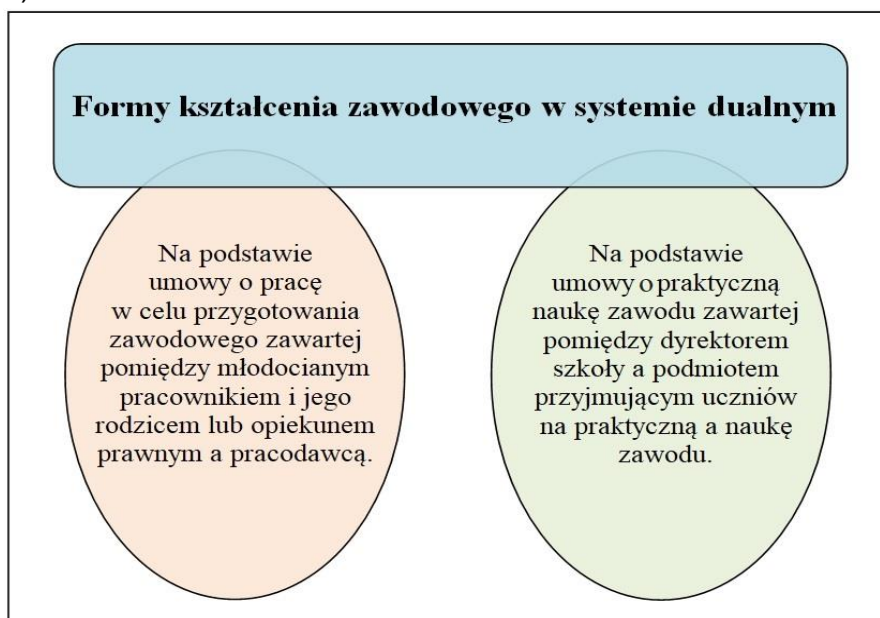 Formy kształcenia zawodowego w systemie dualnym
Na podstawie
umowy o pracę
w celu przygotowania
zawodowego zawartej
pomiędzy młodocianym
pracownikiem i jego
rodzicem lub opiekunem
prawnym a pracodawcą.
Na podstawie
umowy o praktyczną
naukę zawodu zawartej
pomiędzy dyrektorem
szkoły a podmiotem
przyjmującym uczniów
na praktyczną a naukę
zawodu.